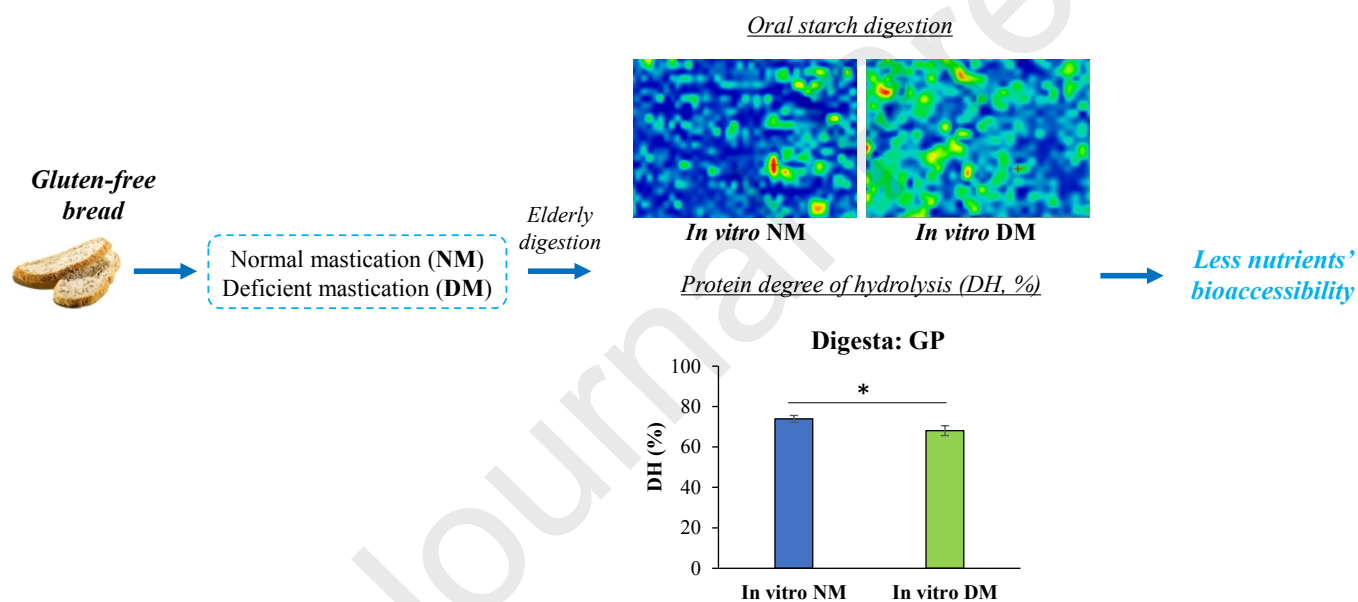 Oral starch digestion
Gluten-free
bread
Normal mastication (NM)
Deficient mastication (DM)
Elderly
digestion
In vitro NM
In vitro DM
Protein degree of hydrolysis (DH, %)
Less nutrients’
bioaccessibility
Digesta: GP
100
80
60
40
20
0
DH (%)
*
In vitro NM
In vitro DM
Journal Pre